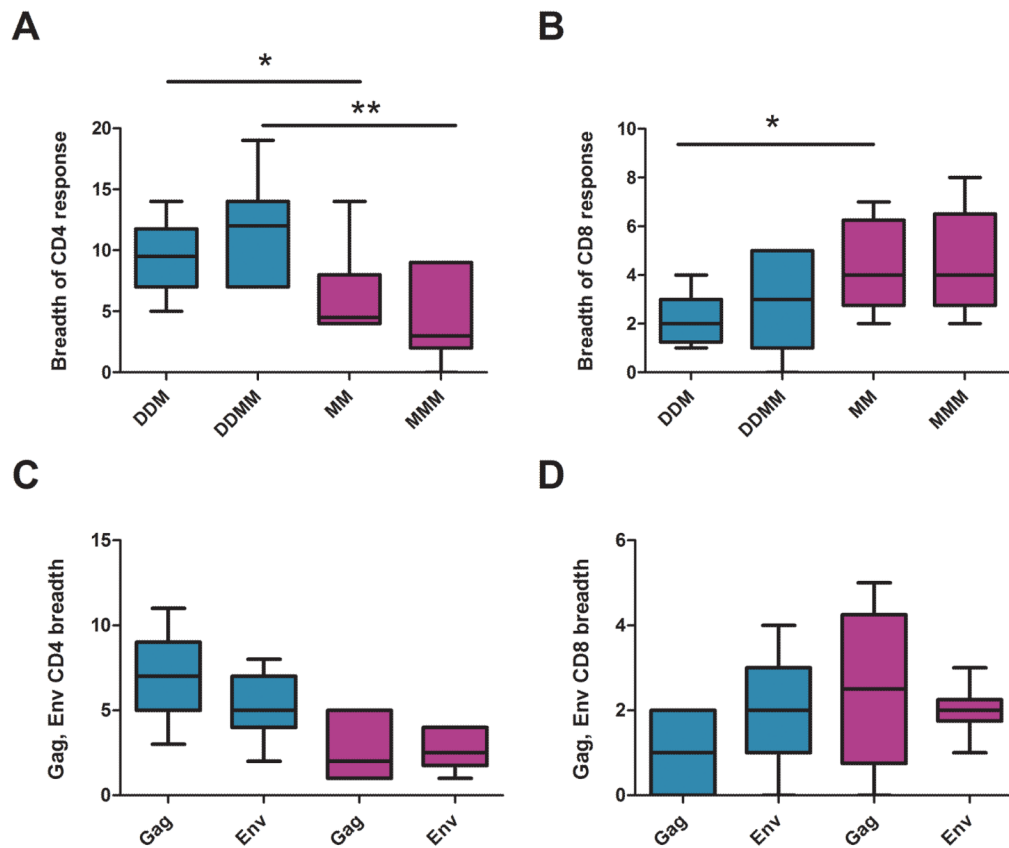 A
*
**
Breadth of CD4 response
20
15
10
5
0
DDM
DDMM
MM
MMM
B
*
Breadth of CD8 response
10
8
6
4
2
0
DDM
DDMM
MM
MMM
C
Gag, Env CD4 breadth
15
10
5
0
Gag
Env
Gag
Env
D
Gag, Env CD8 breadth
6
4
2
0
Gag
Env
Gag
Env